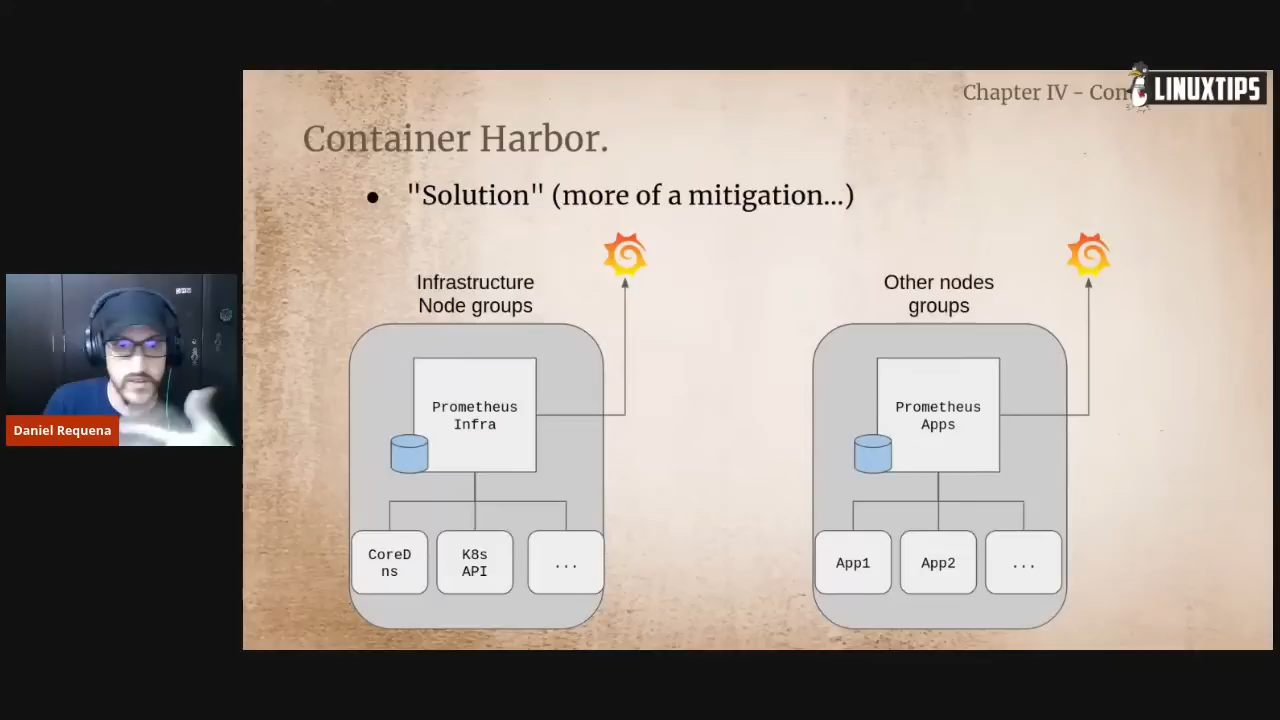 Chapter IV - Con
LINUXTIPS
Container Harbor.
● "Solution" (more of a mitigation...)
Infrastructure
Node groups
Prometheus
Infra
CoreD
ns
K8s
API
...
Other nodes
groups
Prometheus
Apps
App1
App2
...
Daniel Requena